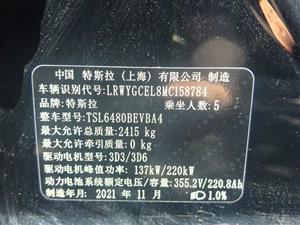 中国 特斯拉（上海）有限公司 制造
车辆识别代号:LRWYGCEL8MC158784
品牌:特斯拉 乘坐人数:5
整车型号:TSL6480BEVBA4
最大允许总质量:2415 kg
最大允许牵引质量:0 kg
驱动电机型号:3D3/3D6
驱动电机峰值功率:137kW/220kW
动力电池系统额定电压/容量:355.2V/220.8Ah
制造年月:2021 年 11 月 1.0%